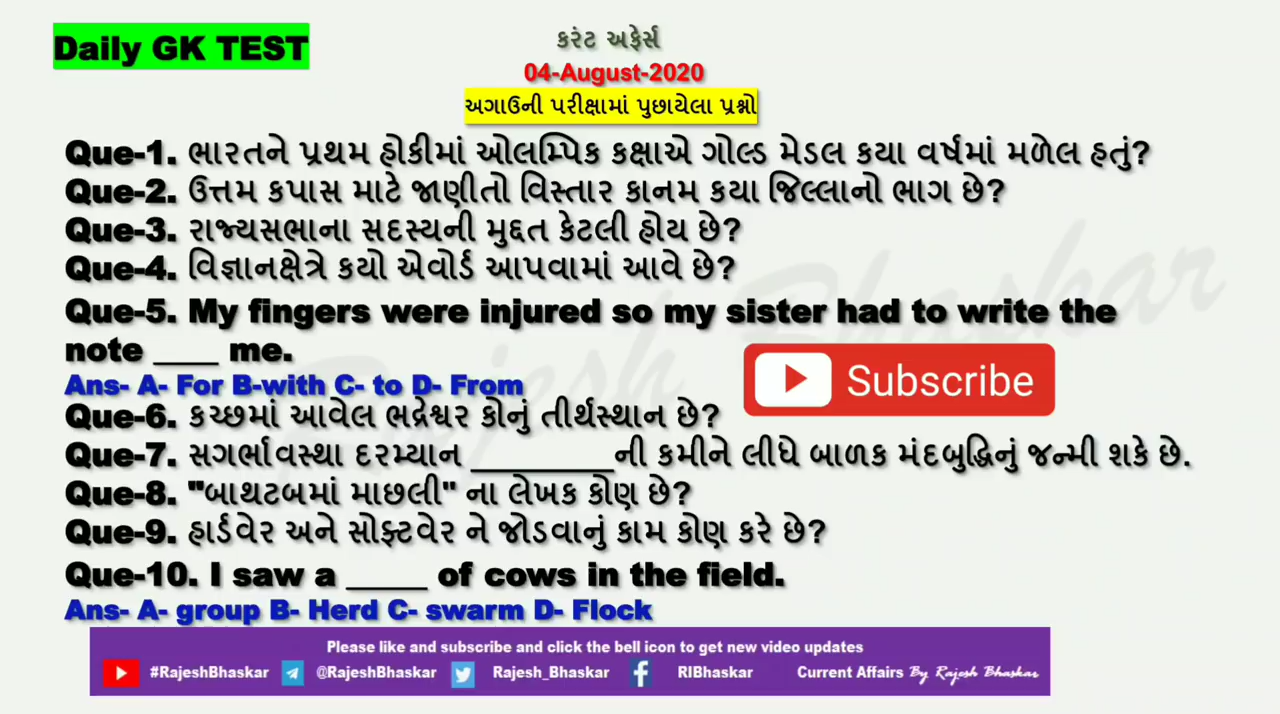 Daily GK TEST
કરંટ અફેર્સ
04-August-2020
અગાઉની પરીક્ષામાં પુછાયેલા પ્રશ્નો
Que-1. ભારતને પ્રથમ હોકીમાં ઓલમ્પિક કક્ષાએ ગોલ્ડ મેડલ કયા વર્ષમાં મળેલ હતું?
Que-2. ઉત્તમ કપાસ માટે જાણીતો વિસ્તાર કાનમ કયા જિલ્લાનો ભાગ છે?
Que-3. રાજ્યસભાના સદસ્યની મુદ્દત કેટલી હોય છે?
Que-4. વિજ્ઞાનક્ષેત્રે કયો એવોર્ડ આપવામાં આવે છે?
Que-5. My fingers were injured so my sister had to write the
note ____ me.
Ans- A- For B-with C- to D- From
Que-6. કચ્છમાં આવેલ ભદ્રેશ્વર કોનું તીર્થસ્થાન છે?
Que-7. સગર્ભાવસ્થા દરમ્યાન _________ની કમીને લીધે બાળક મંદબુદ્ધિનું જન્મી શકે છે.
Que-8. "બાથટબમાં માછલી" ના લેખક કોણ છે?
Que-9. હાર્ડવેર અને સોફ્ટવેર ને જોડવાનું કામ કોણ કરે છે?
Que-10. I saw a _____ of cows in the field.
Ans- A- group B- Herd C- swarm D- Flock
Rajesh Bhaskar
Subscribe
Please like and subscribe and click the bell icon to get new video updates
#RajeshBhaskar @RajeshBhaskar Rajesh_Bhaskar RIBhaskar Current Affairs By Rajesh Bhaskar